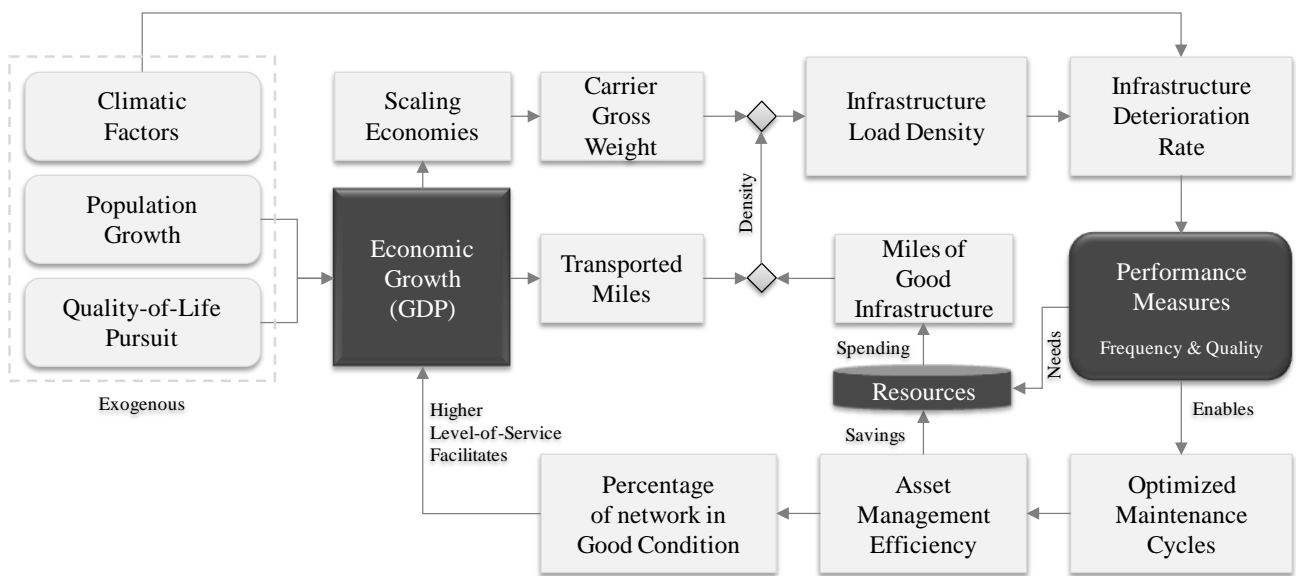 Climatic
Factors
Population
Growth
Quality-of-Life
Pursuit
Exogenous
Scaling
Economies
Carrier
Gross
Weight
Infrastructure
Load Density
Infrastructure
Deterioration
Rate
Economic
Growth
(GDP)
Transported
Miles
Density
Miles of
Good
Infrastructure
Performance
Measures
Frequency & Quality
Spending
Needs
Resources
Savings
Enables
Higher
Level-of-Service
Facilitates
Percentage
of network in
Good Condition
Asset
Management
Efficiency
Optimized
Maintenance
Cycles